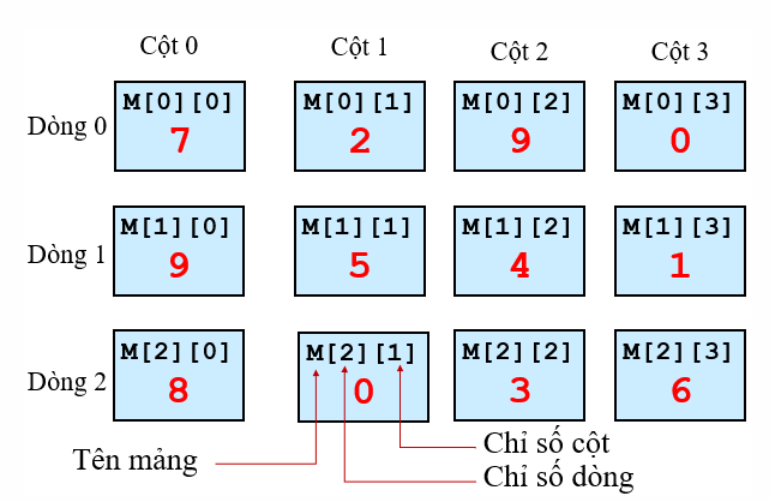 Cột 0 Cột 1 Cột 2 Cột 3
Dòng 0 M[0][0] M[0][1] M[0][2] M[0][3]
7 2 9 0
Dòng 1 M[1][0] M[1][1] M[1][2] M[1][3]
9 5 4 1
Dòng 2 M[2][0] M[2][1] M[2][2] M[2][3]
8 0 3 6
Tên mảng
Chỉ số cột
Chỉ số dòng